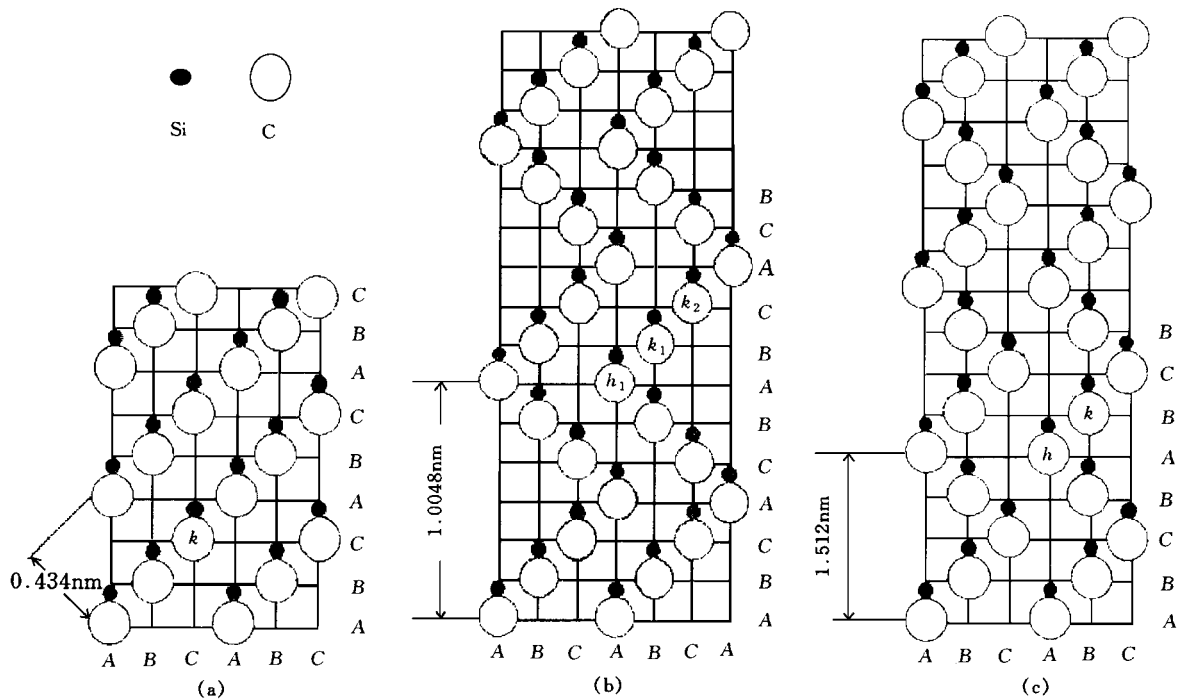 Si C
C
B
A
C
B
A
k C
0.434nm
B
A
A B C A B C
(a)
B
C
A
k₂ C
k₁ B
h₁ A
B
C
1.0048nm
A
C
B
A
A B C A B C A
(b)
B
C
k B
h A
B
1.512nm
C
B
A
A B C A B C
(c)